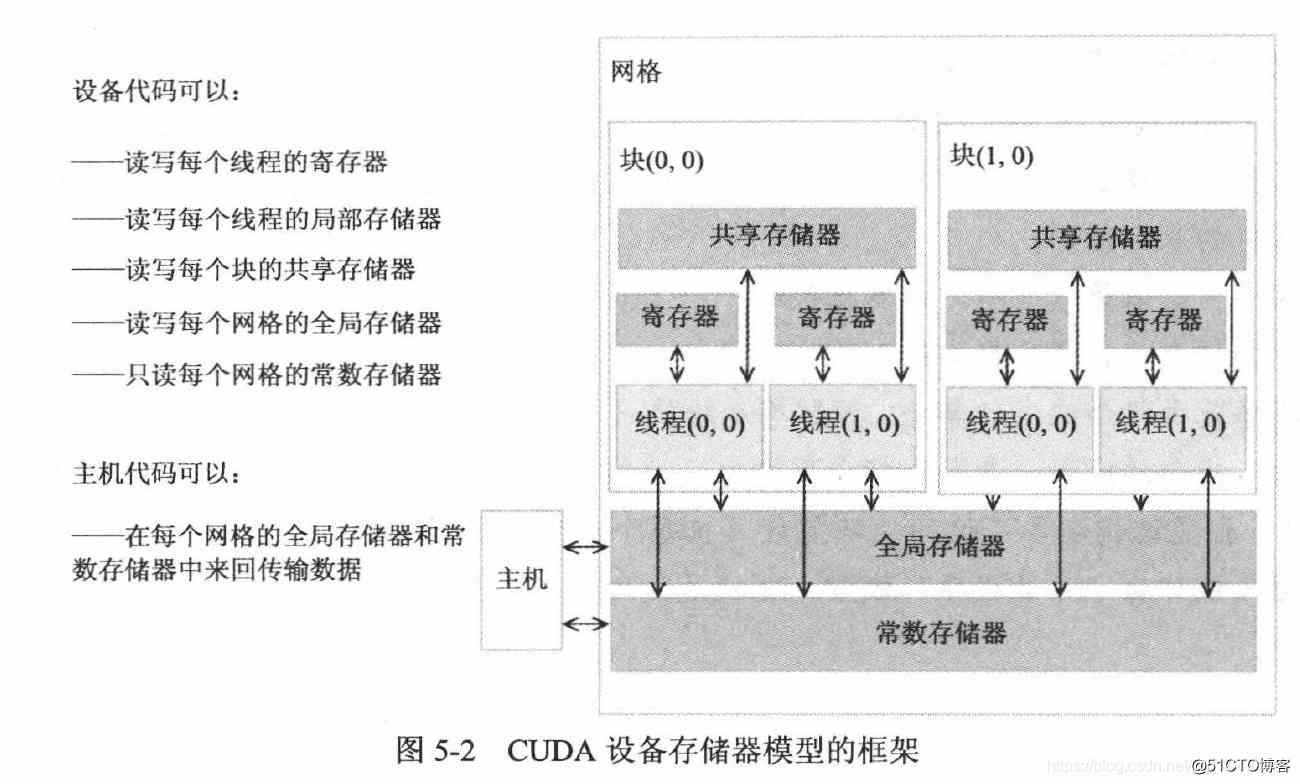 设备代码可以：
——读写每个线程的寄存器
——读写每个线程的局部存储器
——读写每个块的共享存储器
——读写每个网格的全局存储器
——只读每个网格的常数存储器
主机代码可以：
——在每个网格的全局存储器和常
数存储器中来回传输数据
网格
块(0, 0)
共享存储器
寄存器
寄存器
线程(0, 0)
线程(1, 0)
块(1, 0)
共享存储器
寄存器
寄存器
线程(0, 0)
线程(1, 0)
主机
全局存储器
常数存储器
图 5-2 CUDA 设备存储器模型的框架
https://blog.csdn.net
@51CTO博客